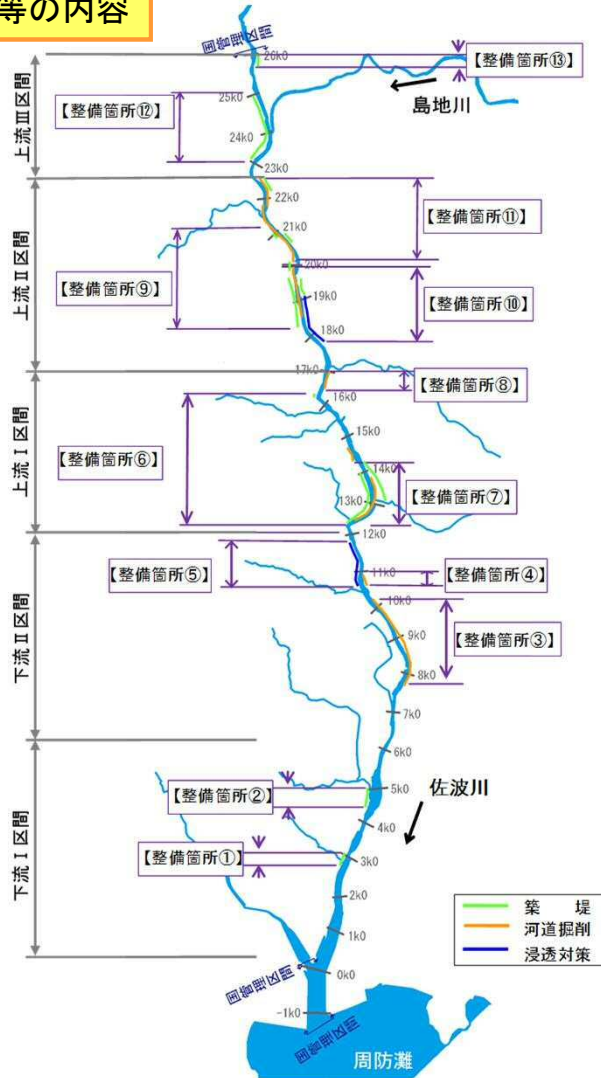 等の内容
国管理区間
26k0
【整備箇所⑬】
25k0
【整備箇所⑫】
島地川
上流Ⅲ区間
24k0
23k0
22k0
【整備箇所⑪】
21k0
上流Ⅱ区間
20k0
【整備箇所⑨】
19k0
【整備箇所⑩】
18k0
17k0
【整備箇所⑧】
16k0
15k0
上流Ⅰ区間
【整備箇所⑥】
14k0
13k0
【整備箇所⑦】
12k0
【整備箇所⑤】
11k0
【整備箇所④】
10k0
9k0
【整備箇所③】
下流Ⅱ区間
8k0
7k0
6k0
【整備箇所②】
5k0
佐波川
4k0
【整備箇所①】
3k0
下流Ⅰ区間
2k0
1k0
築 堤
河道掘削
浸透対策
国管理区間
0k0
-1k0
国管理区間
周防灘